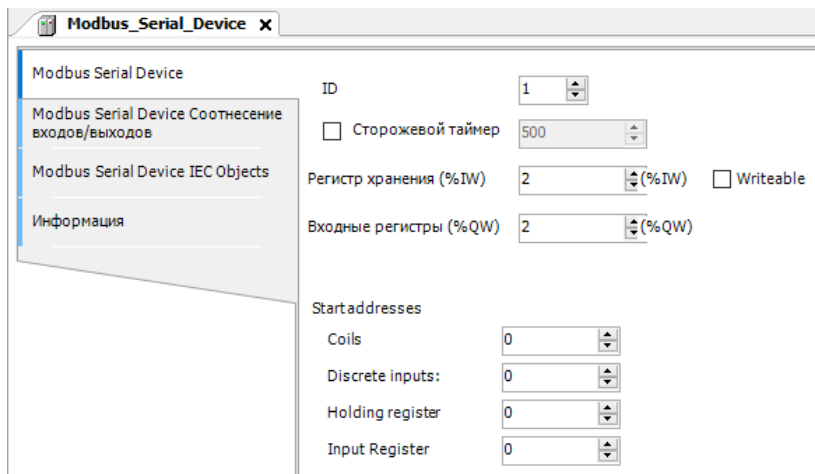 Modbus_Serial_Device x
Modbus Serial Device
Modbus Serial Device Соотнесение
входов/выходов
Modbus Serial Device IEC Objects
Информация
ID 1
Сторожевой таймер 500
Регистр хранения (%IW) 2 (%IW) Writeable
Входные регистры (%QW) 2 (%QW)
Startaddresses
Coils 0
Discrete inputs: 0
Holding register 0
Input Register 0